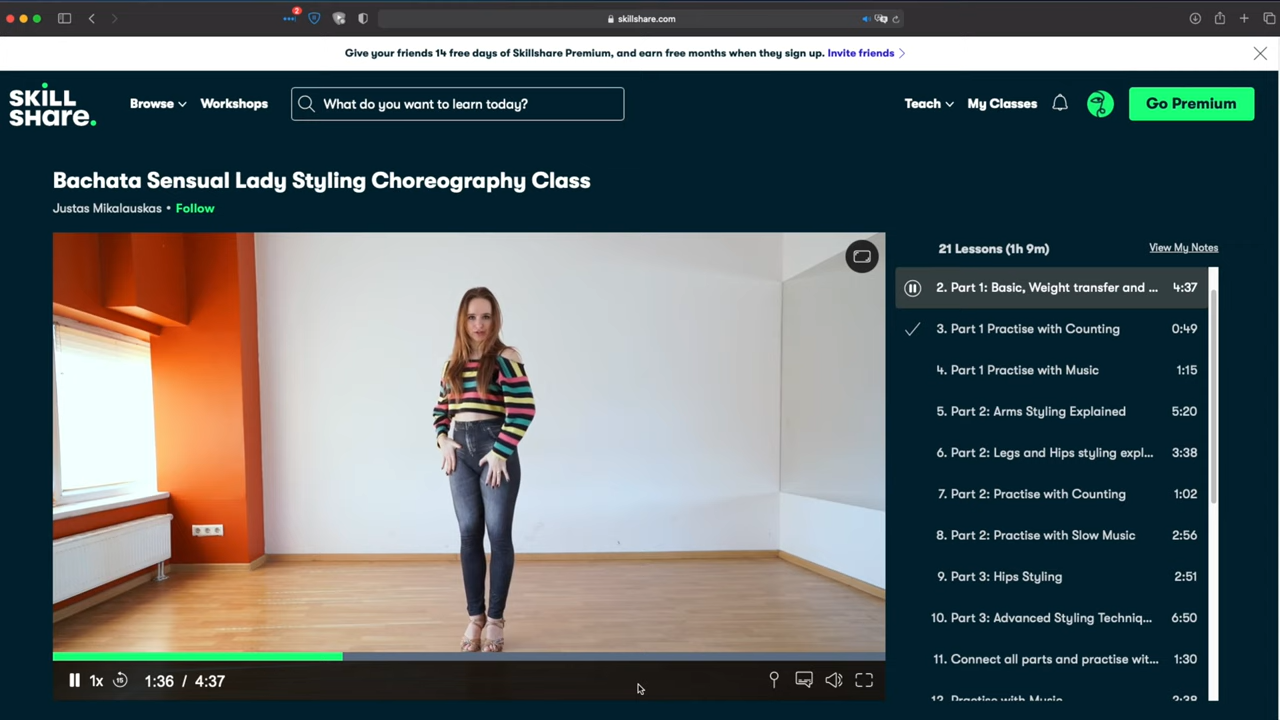 2
skillshare.com
Give your friends 14 free days of Skillshare Premium, and earn free months when they sign up. Invite friends
SKILL
SHARE.
Browse
Workshops
What do you want to learn today?
Teach
My Classes
Go Premium
Bachata Sensual Lady Styling Choreography Class
Justas Mikalauskas • Follow
21 Lessons (1h 9m)
View My Notes
2. Part 1: Basic, Weight transfer and ... 4:37
3. Part 1 Practise with Counting 0:49
4. Part 1 Practise with Music 1:15
5. Part 2: Arms Styling Explained 5:20
6. Part 2: Legs and Hips styling expl... 3:38
7. Part 2: Practise with Counting 1:02
8. Part 2: Practise with Slow Music 2:56
9. Part 3: Hips Styling 2:51
10. Part 3: Advanced Styling Techniq... 6:50
11. Connect all parts and practise wit... 1:30
12. Practise with Music 2:38
1x 15 1:36 / 4:37